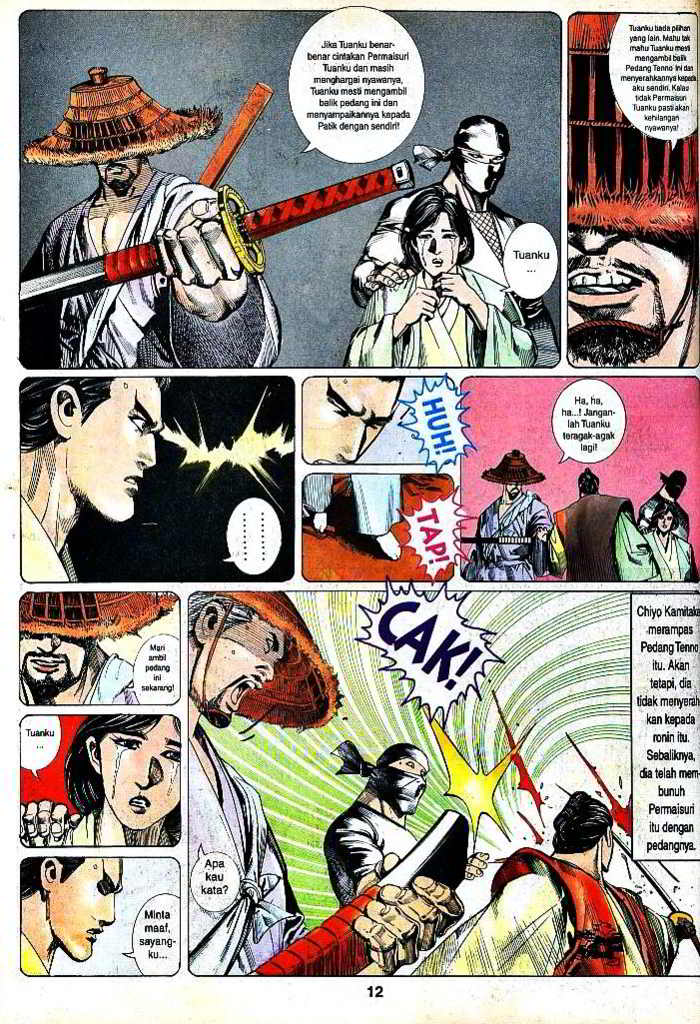 Jika Tuanku benar-
benar cintakan Permaisuri
Tuanku dan masih
menghargai nyawanya,
Tuanku mesti mengambil
balik pedang ini dan
menyampaikannya kepada
Patik dengan sendiri!
Tuanku
...
Tuanku tiada pilihan
yang lain. Mahu tak
mahu Tuanku mesti
mengambil balik
Pedang Tenno ini dan
menyerahkannya kepada
aku sendiri. Kalau
tidak Permaisuri
Tuanku pasti akan
kehilangan
nyawanya!
HUH!
TAP!
Ha, ha,
ha...! Jangan-
lah Tuanku
teragak-agak
lagi!
Mari
ambil
pedang
ini
sekarang!
Tuanku
...
Minta
maaf,
sayang-
ku...
CAK!
Apa
kau
kata?
Chiyo Kamitaka
merampas
Pedang Tenno
itu. Akan
tetapi, dia
tidak menyerah
kan kepada
ronin itu.
Sebaliknya,
dia telah mem-
bunuh
Permaisuri
itu dengan
pedangnya.
12